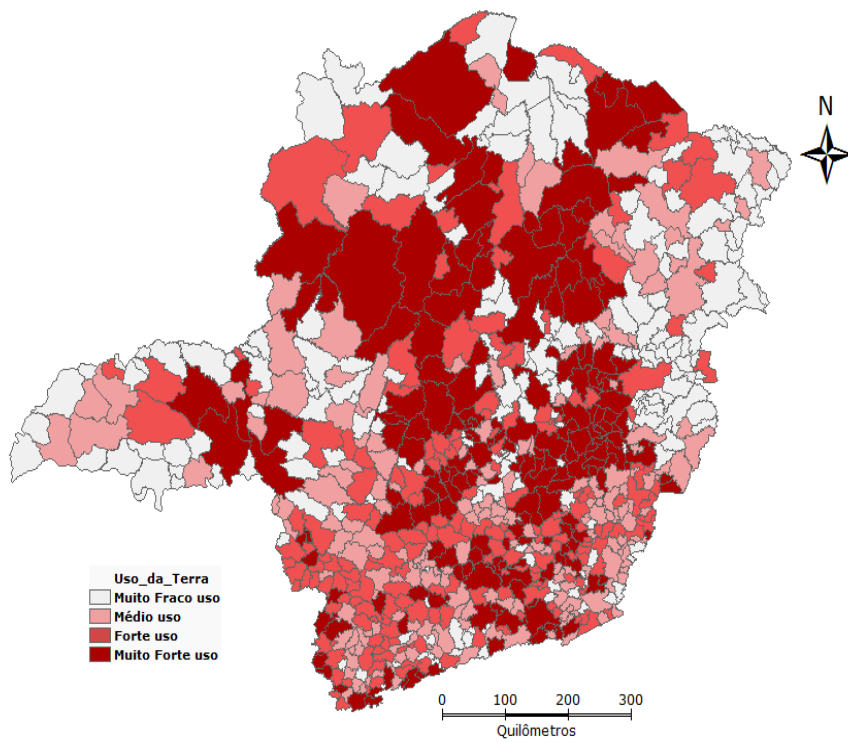 N
Uso_da_Terra
Muito Fraco uso
Médio uso
Forte uso
Muito Forte uso
0 100 200 300
Quilômetros